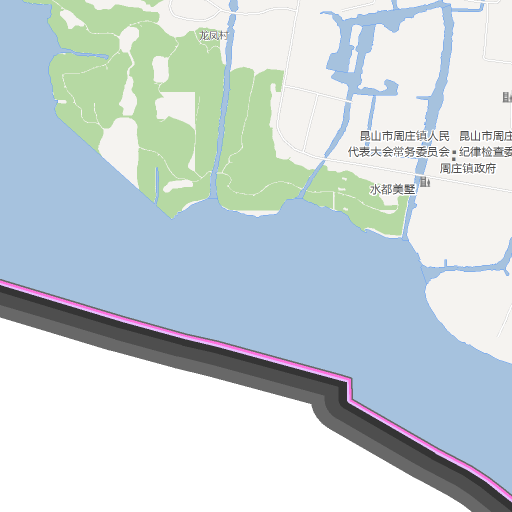 龙凤村
昆山市周庄镇人民
代表大会常务委员会
昆山市周庄
纪律检查委
周庄镇政府
水都美墅